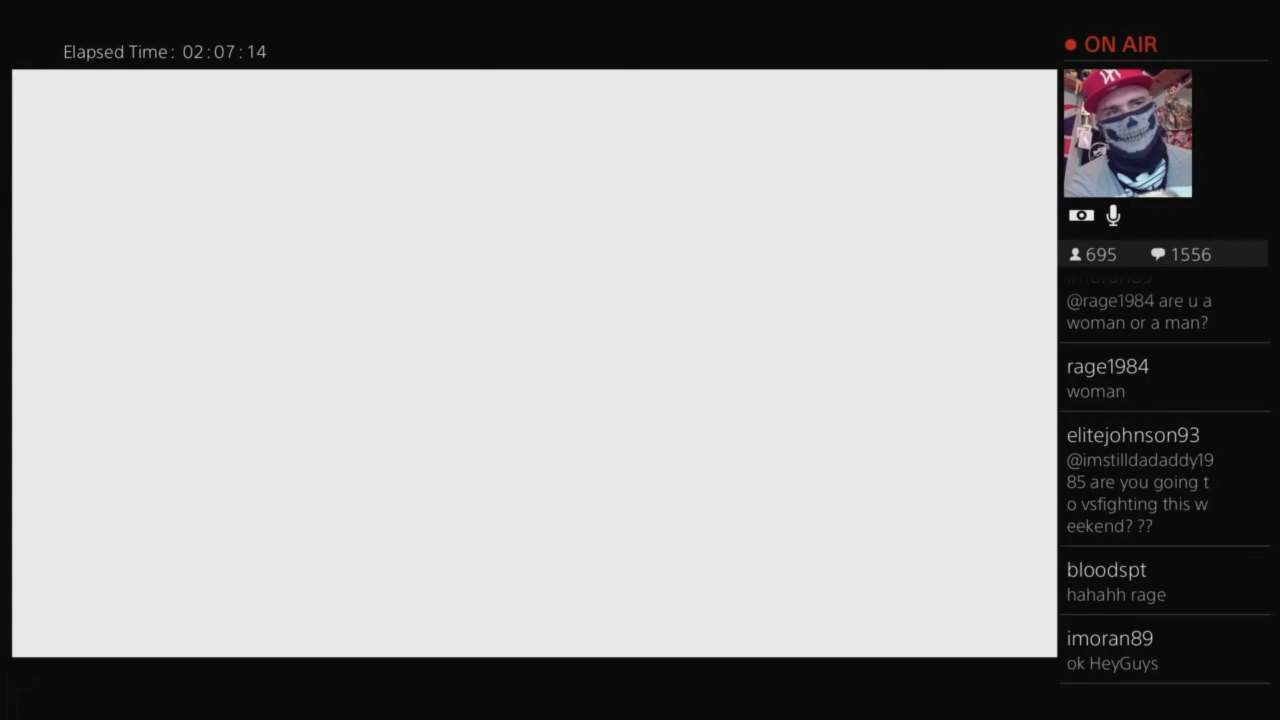 Elapsed Time: 02:07:14
ON AIR
695 1556
@rage1984 are u a
woman or a man?
rage1984
woman
elitejohnson93
@imstilldadaddy19
85 are you going t
o vsfighting this w
eekend? ??
bloodspt
hahahh rage
imoran89
ok HeyGuys